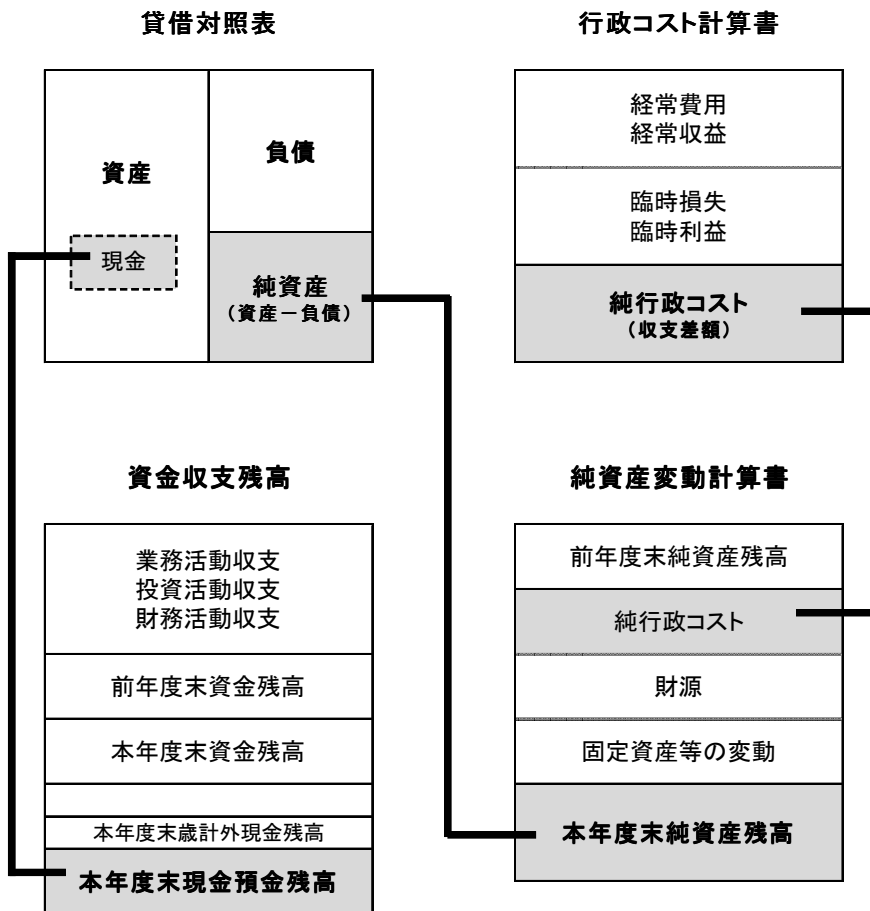 貸借対照表
資産
現金
負債
純資産
（資産－負債）
行政コスト計算書
経常費用
経常収益
臨時損失
臨時利益
純行政コスト
（収支差額）
資金収支残高
業務活動収支
投資活動収支
財務活動収支
前年度末資金残高
本年度末資金残高
本年度末歳計外現金残高
本年度末現金預金残高
純資産変動計算書
前年度末純資産残高
純行政コスト
財源
固定資産等の変動
本年度末純資産残高